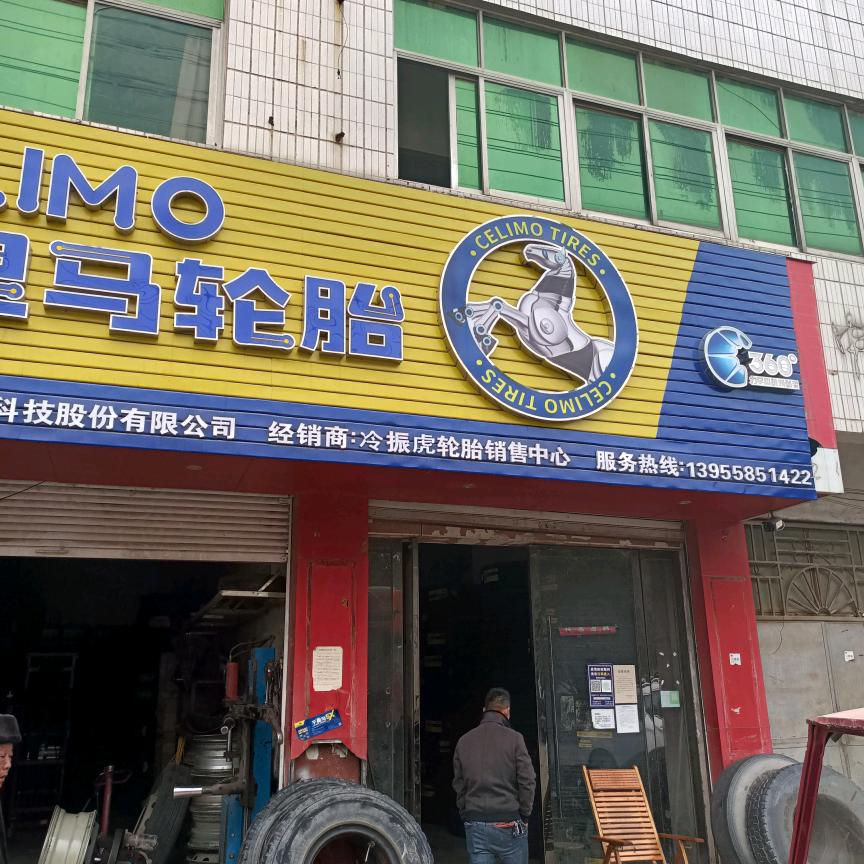 LIMO
马轮胎
CELIMO TIRES
CELIMO TIRES
360°
科技股份有限公司 经销商:冷振虎轮胎销售中心 服务热线:13955851422